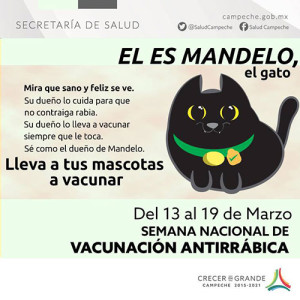 SECRETARÍA DE SALUD
campeche.gob.mx
@SaludCampeche
Salud Campeche
EL ES MANDELO,
el gato
Mira que sano y feliz se ve.
Su dueño lo cuida para que
no contraiga rabia.
Su dueño lo lleva a vacunar
siempre que le toca.
Sé como el dueño de Mandelo.
Lleva a tus mascotas
a vacunar
Del 13 al 19 de Marzo
SEMANA NACIONAL DE
VACUNACIÓN ANTIRRÁBICA
CRECER EN GRANDE
CAMPECHE 2015-2021